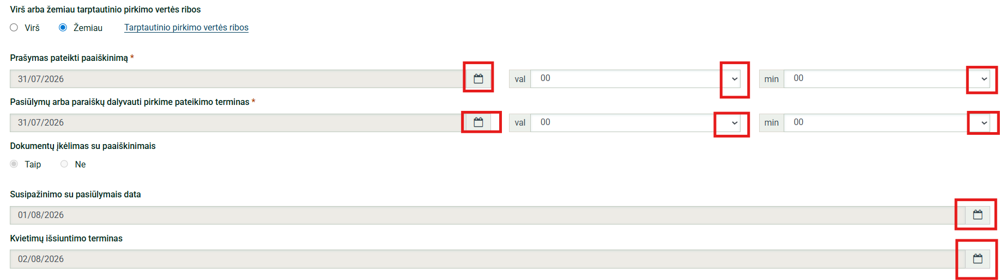 Virš arba žemiau tarptautinio pirkimo vertės ribos
Virš Žemiau Tarptautinio pirkimo vertės ribos
Prašymas pateikti paaiškinimą *
31/07/2026 val 00 min 00
Pasiūlymų arba paraiškų dalyvauti pirkime pateikimo terminas *
31/07/2026 val 00 min 00
Dokumentų įkėlimas su paaiškinimais
Taip Ne
Susipažinimo su pasiūlymais data
01/08/2026
Kvietimų išsiuntimo terminas
02/08/2026